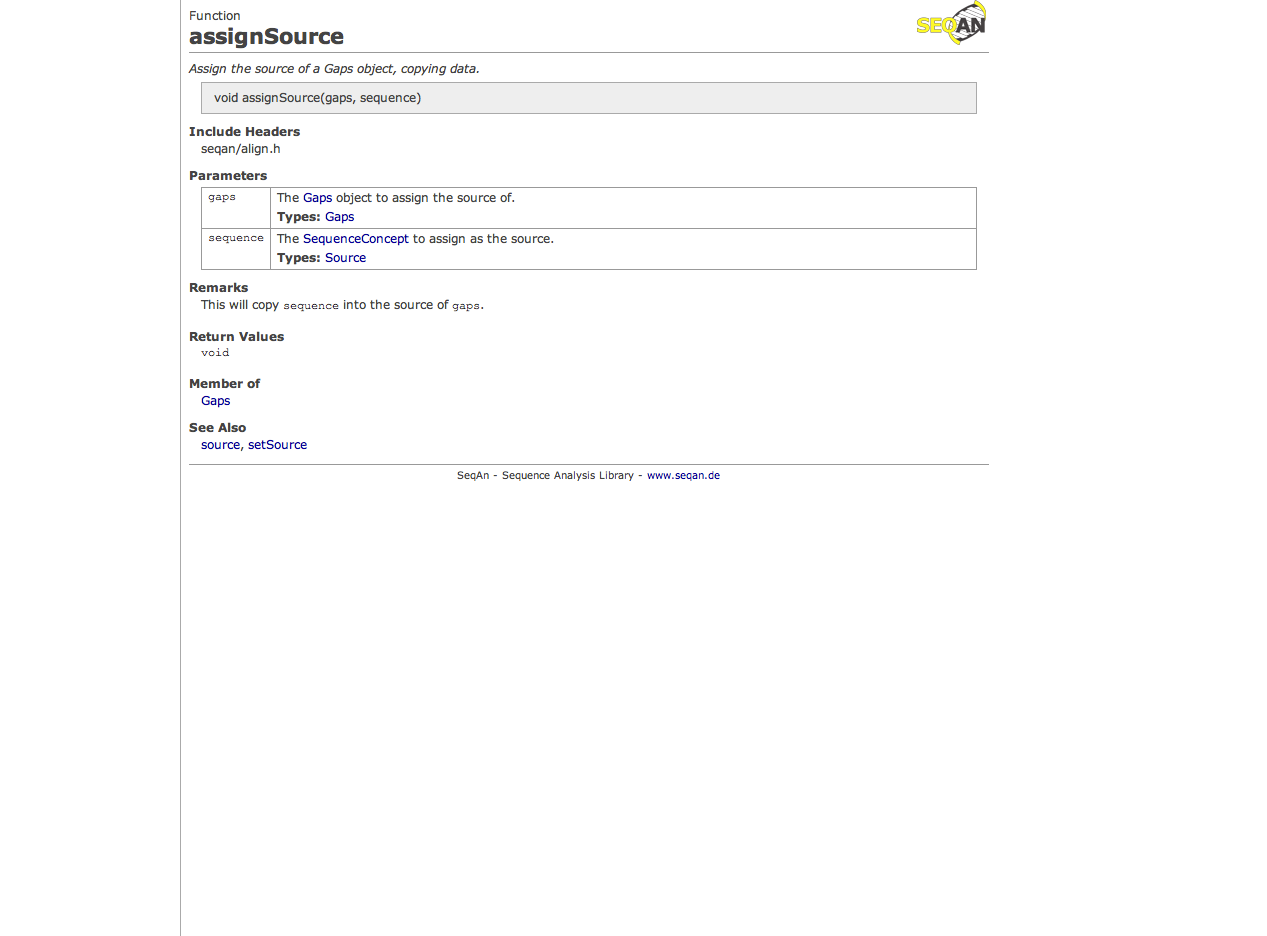 Function
SEQAN
assignSource
Assign the source of a Gaps object, copying data.
void assignSource(gaps, sequence)
Include Headers
seqan/align.h
Parameters
gaps The Gaps object to assign the source of.
Types: Gaps
sequence The SequenceConcept to assign as the source.
Types: Source
Remarks
This will copy sequence into the source of gaps.
Return Values
void
Member of
Gaps
See Also
source, setSource
SeqAn - Sequence Analysis Library - www.seqan.de